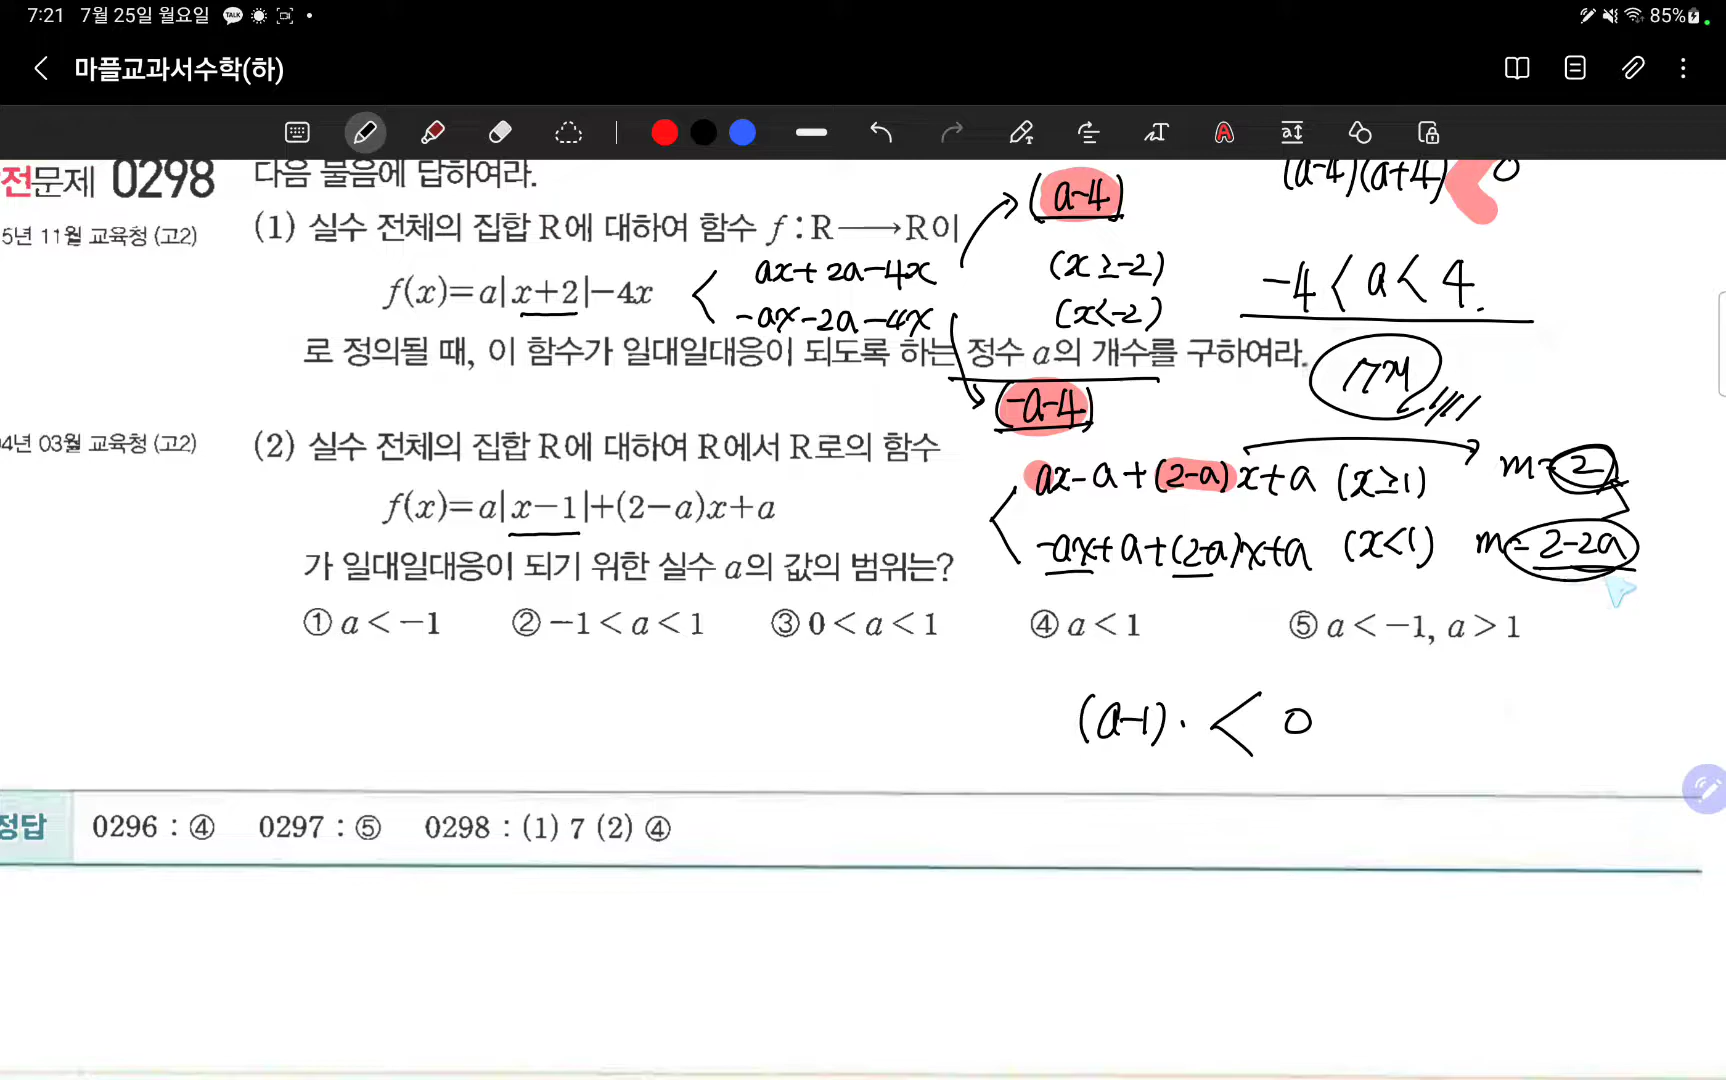 7:21 7월 25일 월요일 TALK 85%
마플교과서수학(하)
전문제 0298 다음 물음에 답하여라.
5년 11월 교육청 (고2)
(1) 실수 전체의 집합 R에 대하여 함수 f : R⟶R이
f(x)=a|x+2|−4x
로 정의될 때, 이 함수가 일대일대응이 되도록 하는 정수 a의 개수를 구하여라.
ax+2a-4x (x≥-2)
-ax-2a-4x (x<-2)
(a-4)
(-a-4)
(a-4)(a+4)<0
-4<a<4.
7개
4년 03월 교육청 (고2)
(2) 실수 전체의 집합 R에 대하여 R에서 R로의 함수
f(x)=a|x−1|+(2−a)x+a
가 일대일대응이 되기 위한 실수 a의 값의 범위는?
ax-a+(2-a)x+a (x≥1) m=2
-ax+a+(2-a)x+a (x<1) m=2-2a
① a<−1 ② −1<a<1 ③ 0<a<1 ④ a<1 ⑤ a<−1, a>1
(a-1)· < 0
정답 0296 : ④ 0297 : ⑤ 0298 : (1) 7 (2) ④